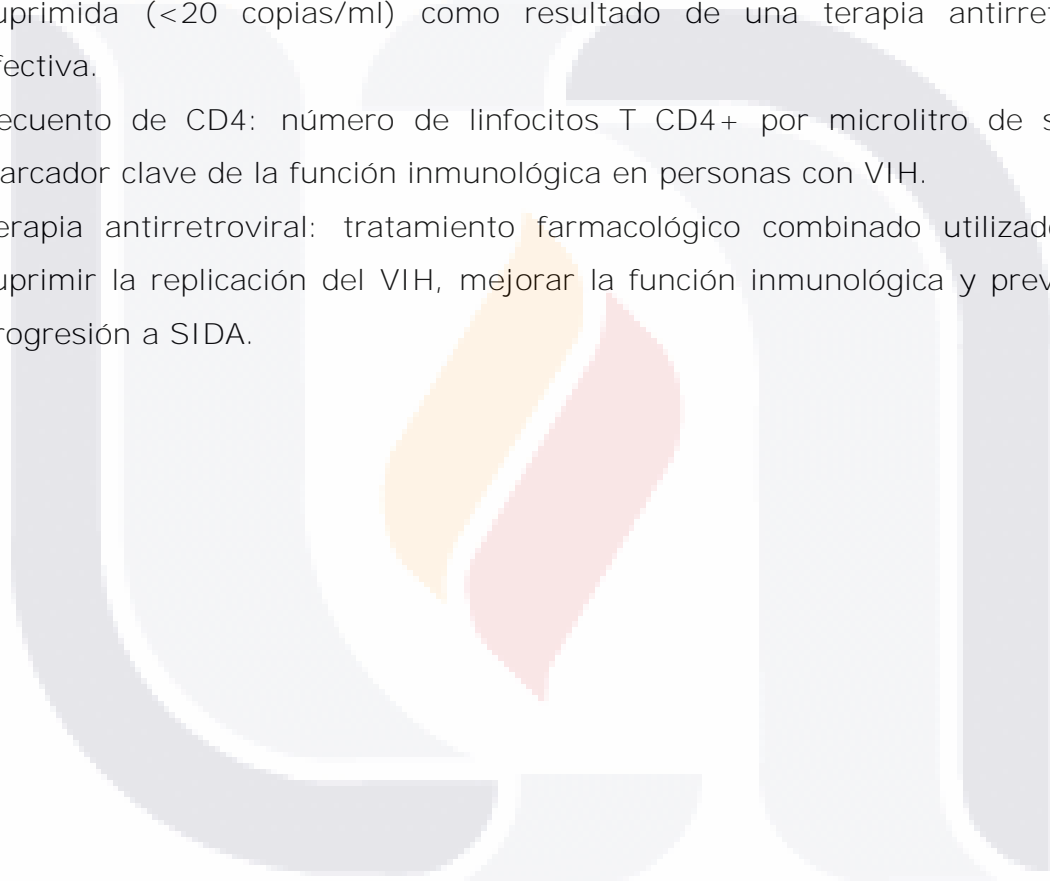 uprimida (<20 copias/ml) como resultado de una terapia antirre
fectiva.
ecuento de CD4: número de linfocitos T CD4+ por microlitro de s
arcador clave de la función inmunológica en personas con VIH.
erapia antirretroviral: tratamiento farmacológico combinado utilizad
uprimir la replicación del VIH, mejorar la función inmunológica y prev
rogresión a SIDA.